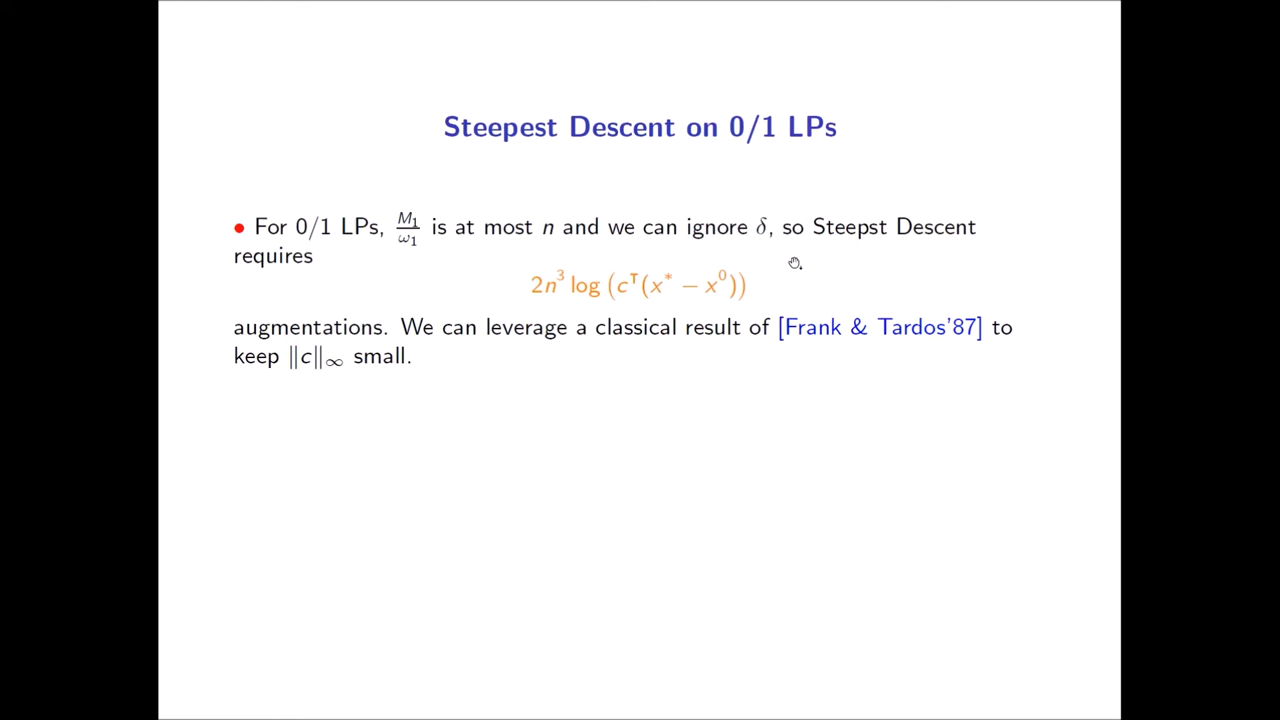 Steepest Descent on 0/1 LPs
• For 0/1 LPs, M₁/ω₁ is at most n and we can ignore δ, so Steepst Descent
requires
2n³ log (cᵀ(x* − x⁰))
augmentations. We can leverage a classical result of [Frank & Tardos'87] to
keep ‖c‖∞ small.